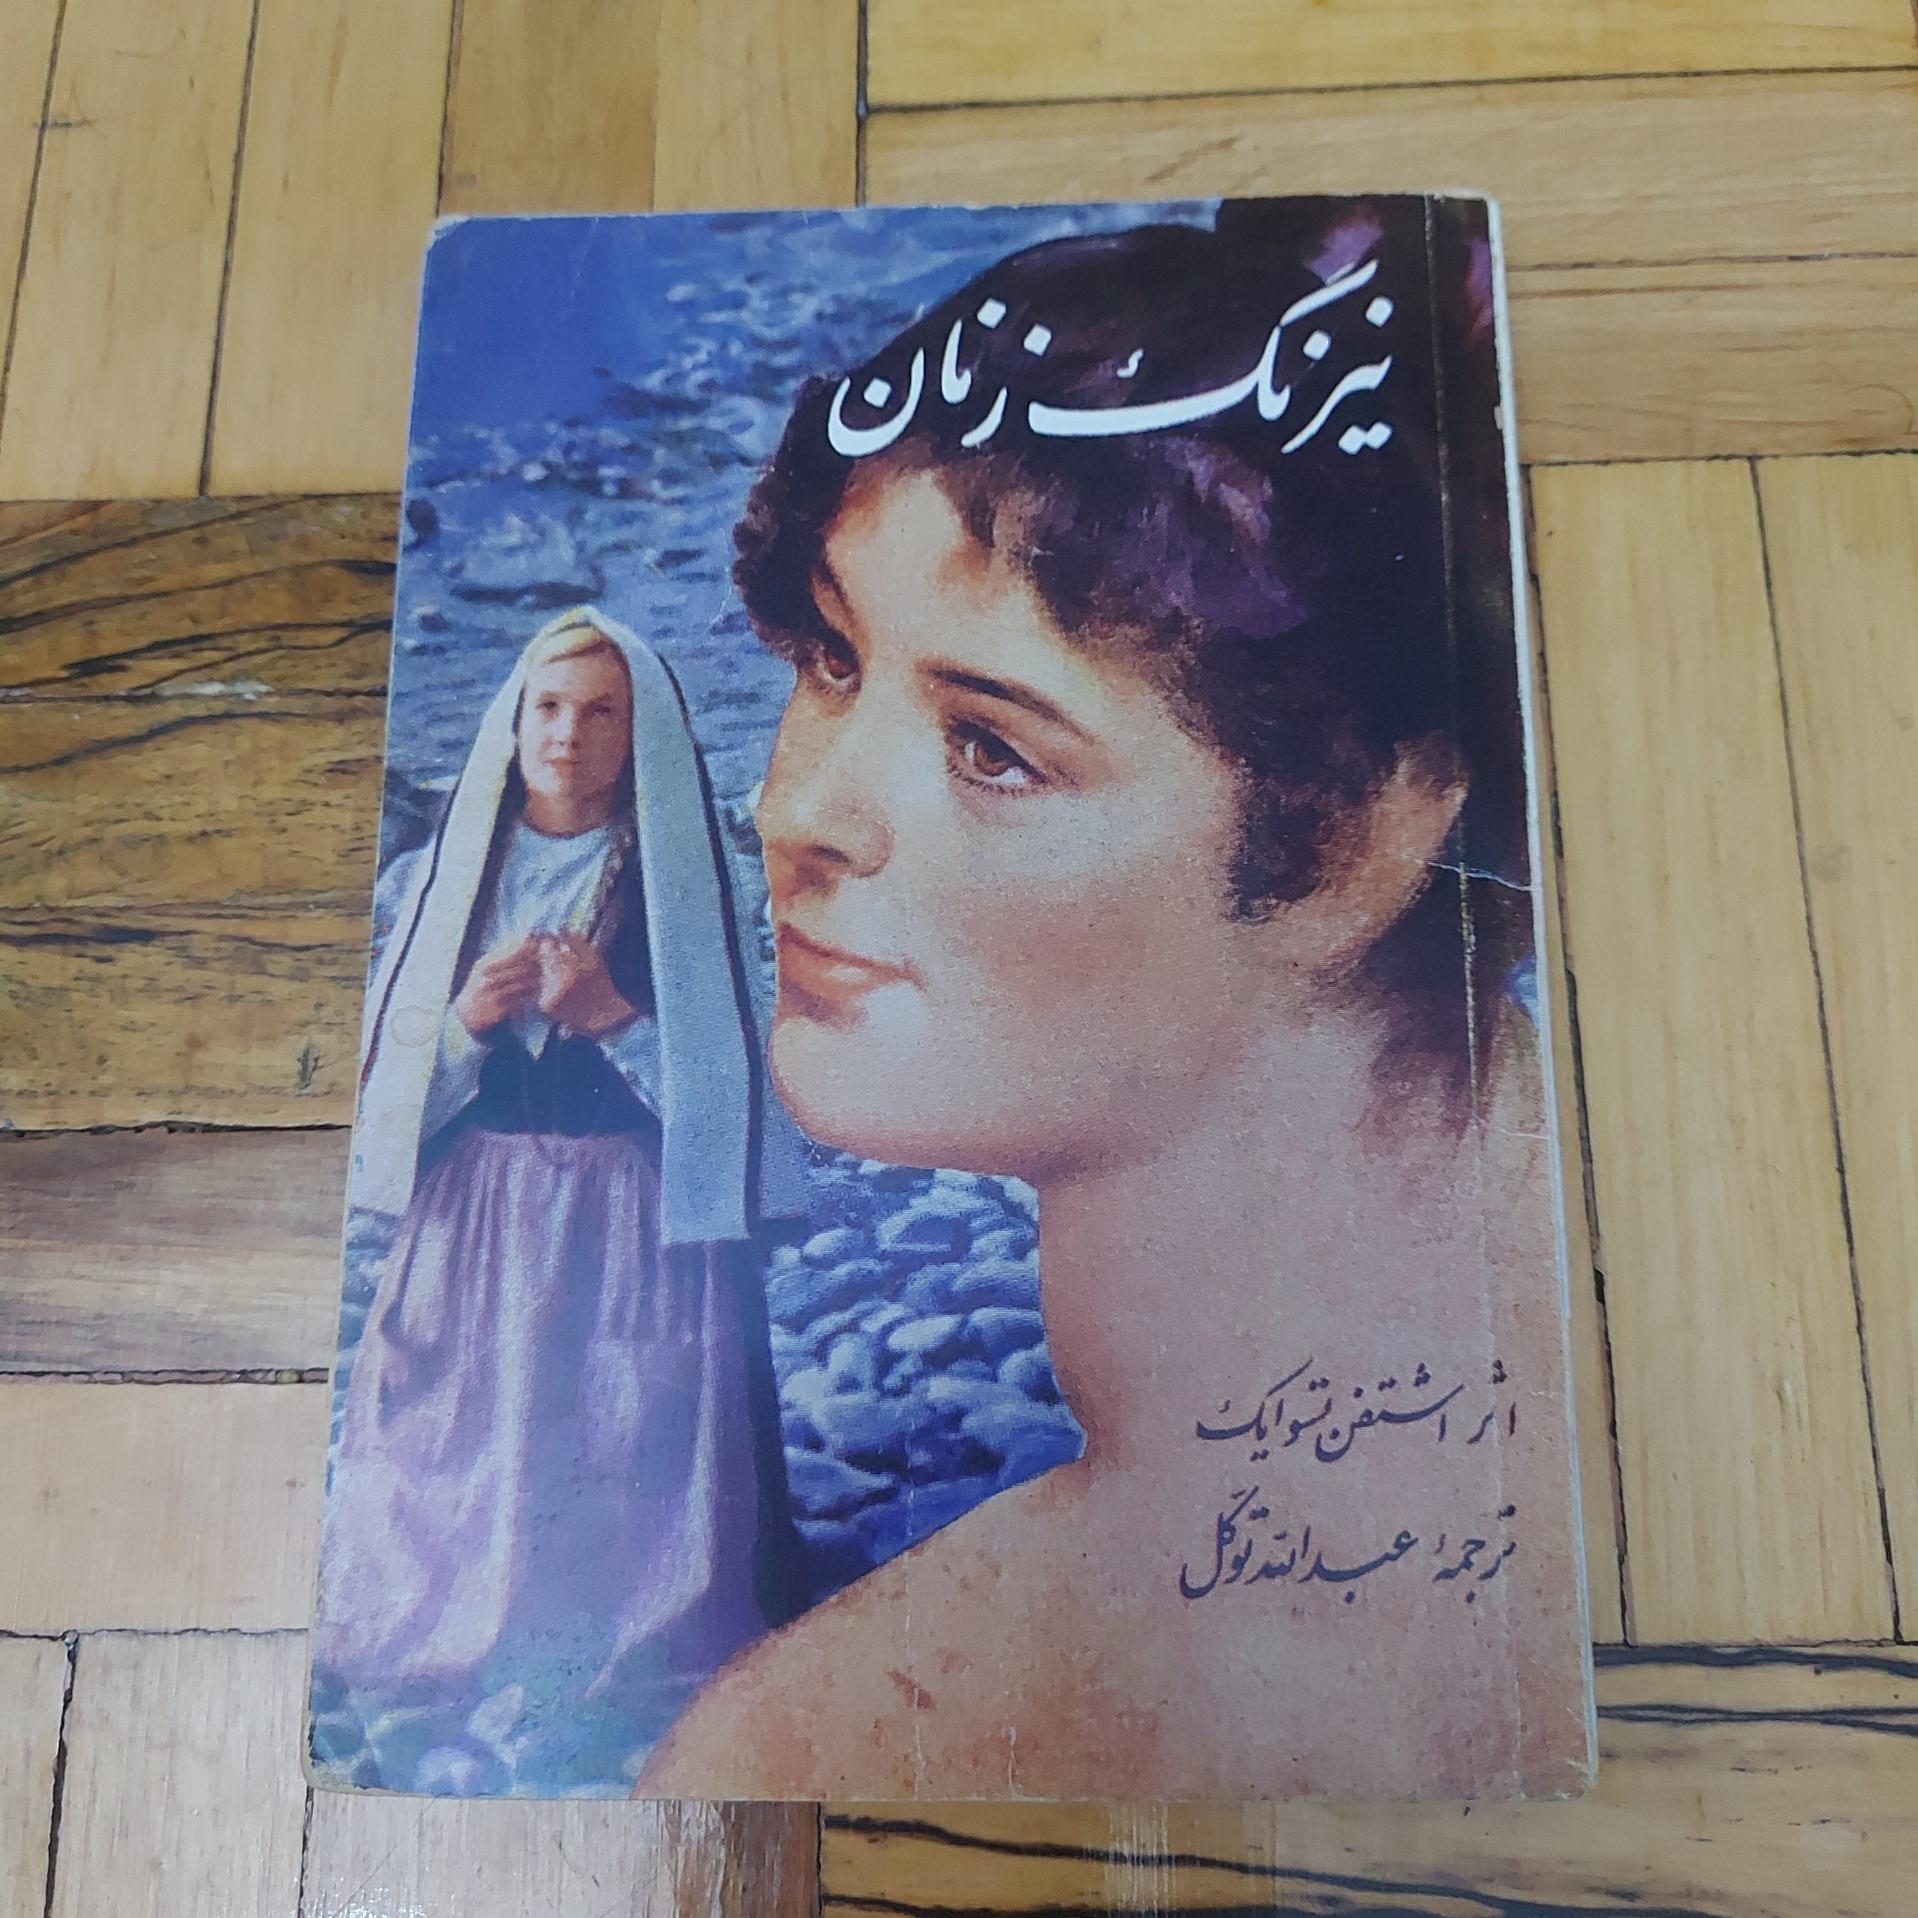 نیرنگ زنان
اثر اشتفن تسوایک
ترجمهٔ عبدالله توکل